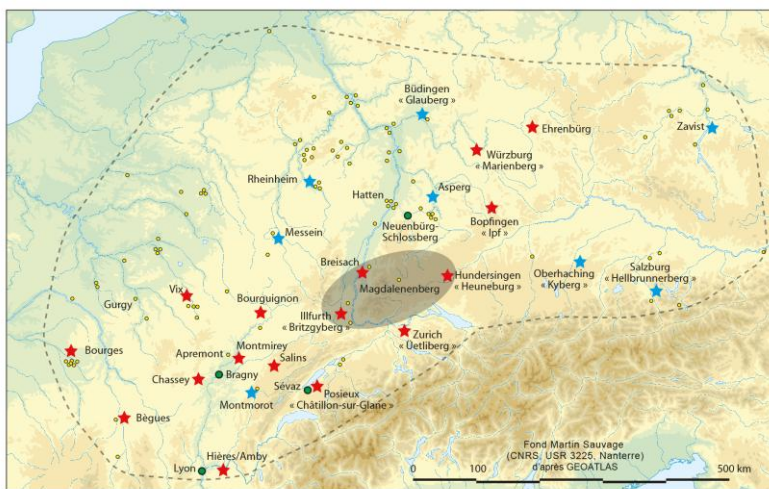 Büdingen
« Glauberg »
Ehrenbürg
Zavist
Würzburg
« Marienberg »
Rheinheim
Hatten
Asperg
Neuenbürg-
Schlossberg
Bopfingen
« Ipf »
Messein
Breisach
Magdalenenberg
Hundersingen
« Heuneburg »
Oberhaching
« Kyberg »
Salzburg
« Hellbrunnerberg »
Vix
Gurgy
Bourguignon
Illfurth
« Britzgyberg »
Zurich
« Üetliberg »
Bourges
Apremont
Montmirey
Salins
Chassey
Bragny
Sévaz
Posieux
« Châtillon-sur-Glane »
Montmorot
Bègues
Hières/Amby
Lyon
Fond Martin Sauvage
(CNRS, USR 3225, Nanterre)
d'après GEOATLAS
0 100 500 km